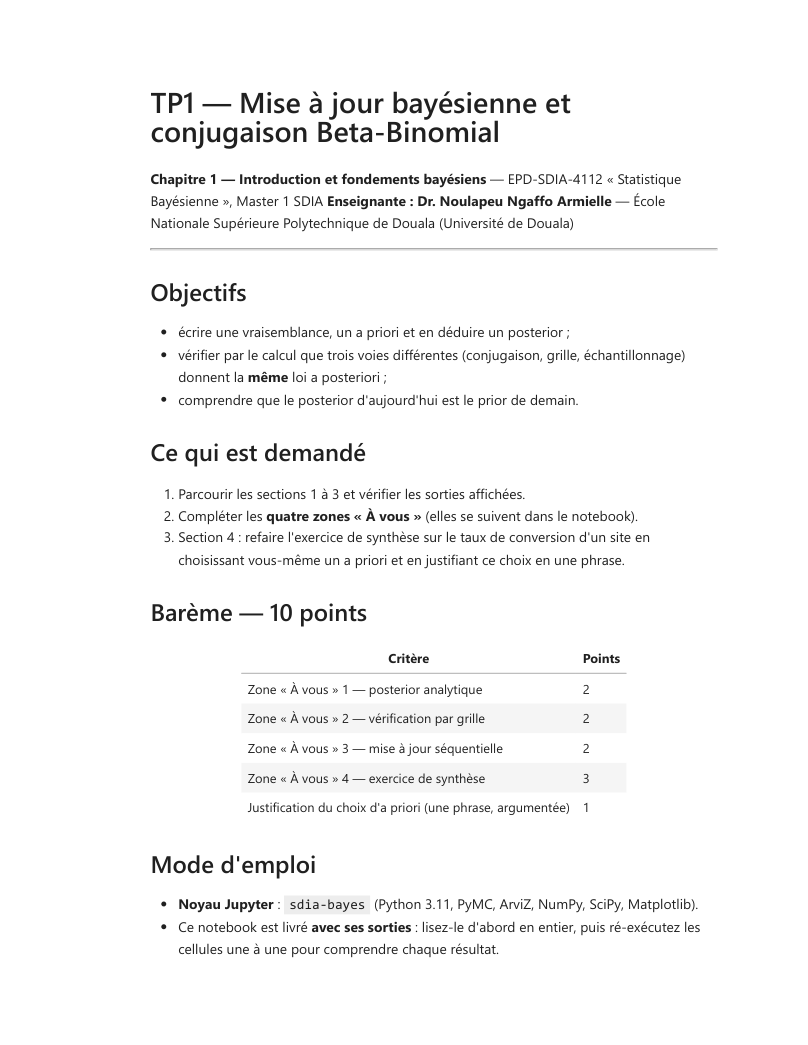 TP1 — Mise à jour bayésienne et
conjugaison Beta-Binomial
Chapitre 1 — Introduction et fondements bayésiens — EPD-SDIA-4112 « Statistique
Bayésienne », Master 1 SDIA Enseignante : Dr. Noulapeu Ngaffo Armielle — École
Nationale Supérieure Polytechnique de Douala (Université de Douala)
Objectifs
• écrire une vraisemblance, un a priori et en déduire un posterior ;
• vérifier par le calcul que trois voies différentes (conjugaison, grille, échantillonnage)
donnent la même loi a posteriori ;
• comprendre que le posterior d'aujourd'hui est le prior de demain.
Ce qui est demandé
1. Parcourir les sections 1 à 3 et vérifier les sorties affichées.
2. Compléter les quatre zones « À vous » (elles se suivent dans le notebook).
3. Section 4 : refaire l'exercice de synthèse sur le taux de conversion d'un site en
choisissant vous-même un a priori et en justifiant ce choix en une phrase.
Barème — 10 points
Critère Points
Zone « À vous » 1 — posterior analytique 2
Zone « À vous » 2 — vérification par grille 2
Zone « À vous » 3 — mise à jour séquentielle 2
Zone « À vous » 4 — exercice de synthèse 3
Justification du choix d'a priori (une phrase, argumentée) 1
Mode d'emploi
• Noyau Jupyter : sdia-bayes (Python 3.11, PyMC, ArviZ, NumPy, SciPy, Matplotlib).
• Ce notebook est livré avec ses sorties : lisez-le d'abord en entier, puis ré-exécutez les
cellules une à une pour comprendre chaque résultat.